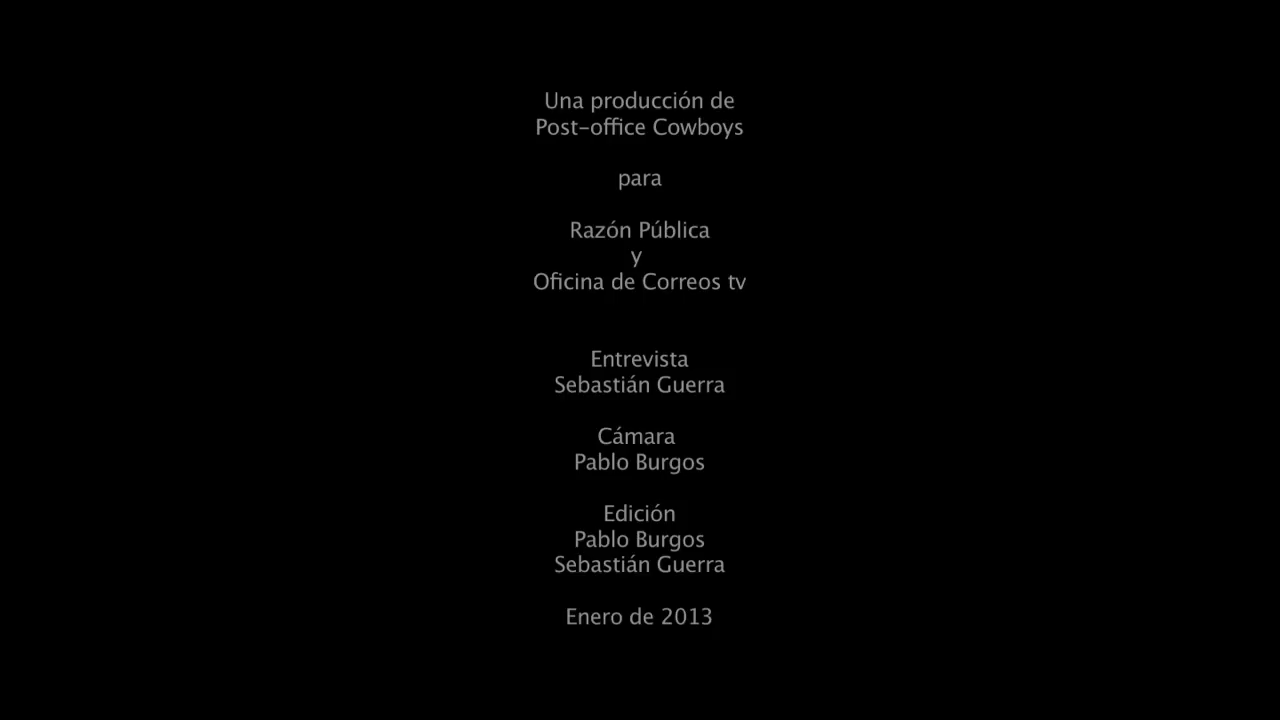 Una producción de
Post-office Cowboys
para
Razón Pública
y
Oficina de Correos tv
Entrevista
Sebastián Guerra
Cámara
Pablo Burgos
Edición
Pablo Burgos
Sebastián Guerra
Enero de 2013